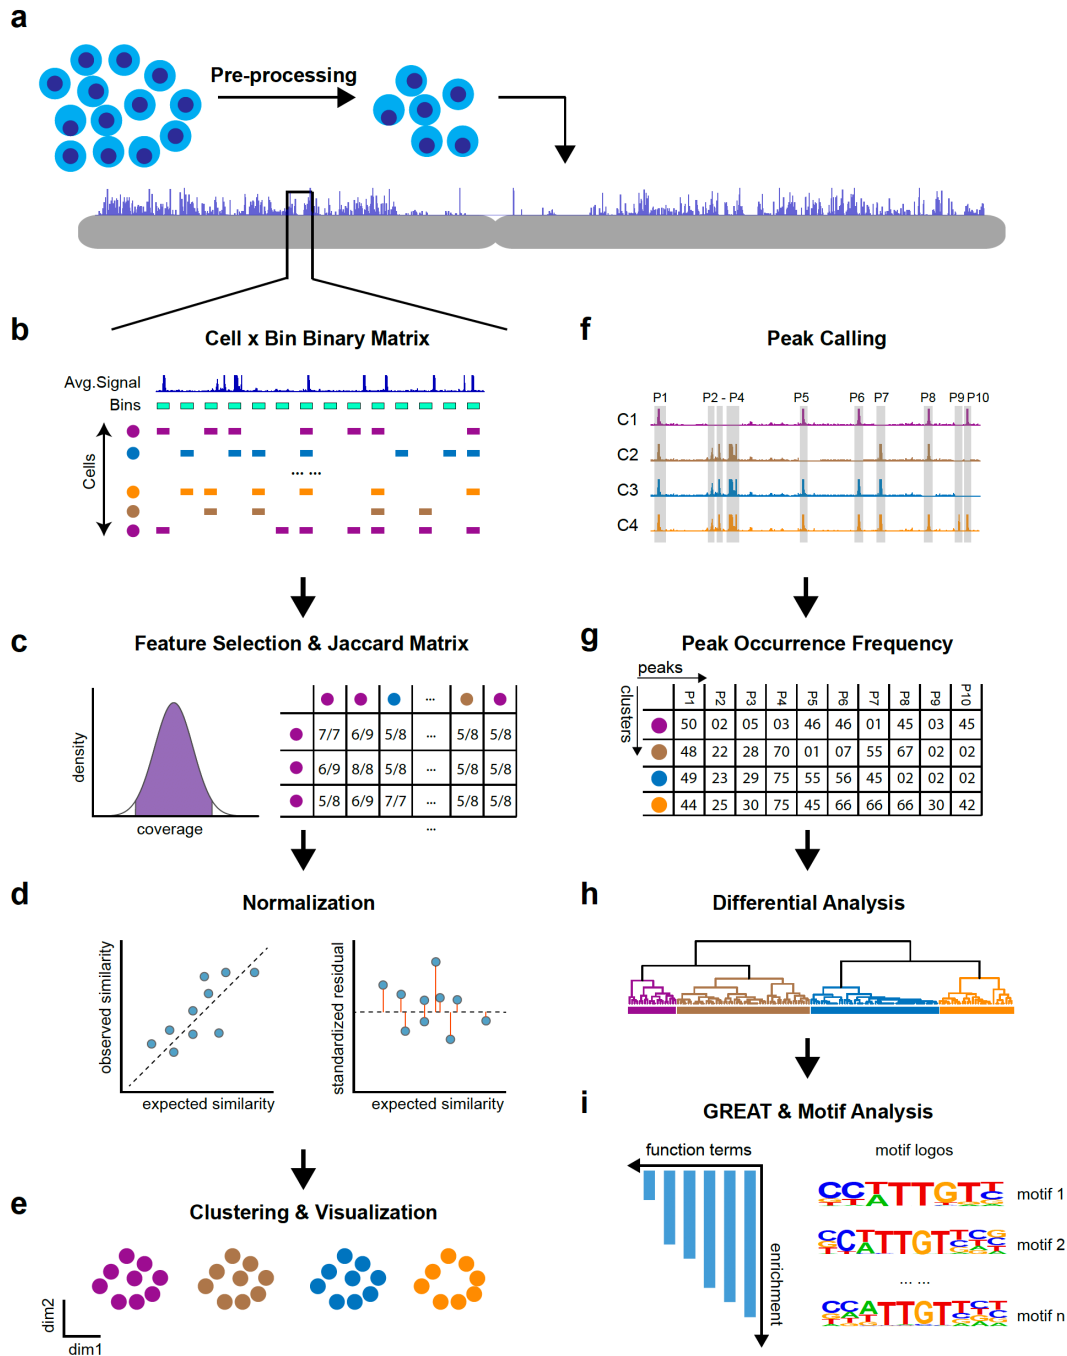 a
Pre-processing
b
Cell x Bin Binary Matrix
Avg.Signal
Bins
Cells
... ...
c
Feature Selection & Jaccard Matrix
density
coverage
...
7/7 6/9 5/8 ... 5/8 5/8
6/9 8/8 5/8 ... 5/8 5/8
5/8 6/9 7/7 ... 5/8 5/8
...
d
Normalization
observed similarity
expected similarity
standardized residual
expected similarity
e
Clustering & Visualization
dim2
dim1
f
Peak Calling
P1 P2 - P4 P5 P6 P7 P8 P9 P10
C1
C2
C3
C4
g
Peak Occurrence Frequency
peaks
clusters
P1 P2 P3 P4 P5 P6 P7 P8 P9 P10
50 02 05 03 46 46 01 45 03 45
48 22 28 70 01 07 55 67 02 02
49 23 29 75 55 56 45 02 02 02
44 25 30 75 45 66 66 66 30 42
h
Differential Analysis
i
GREAT & Motif Analysis
function terms
enrichment
motif logos
motif 1
motif 2
... ...
motif n